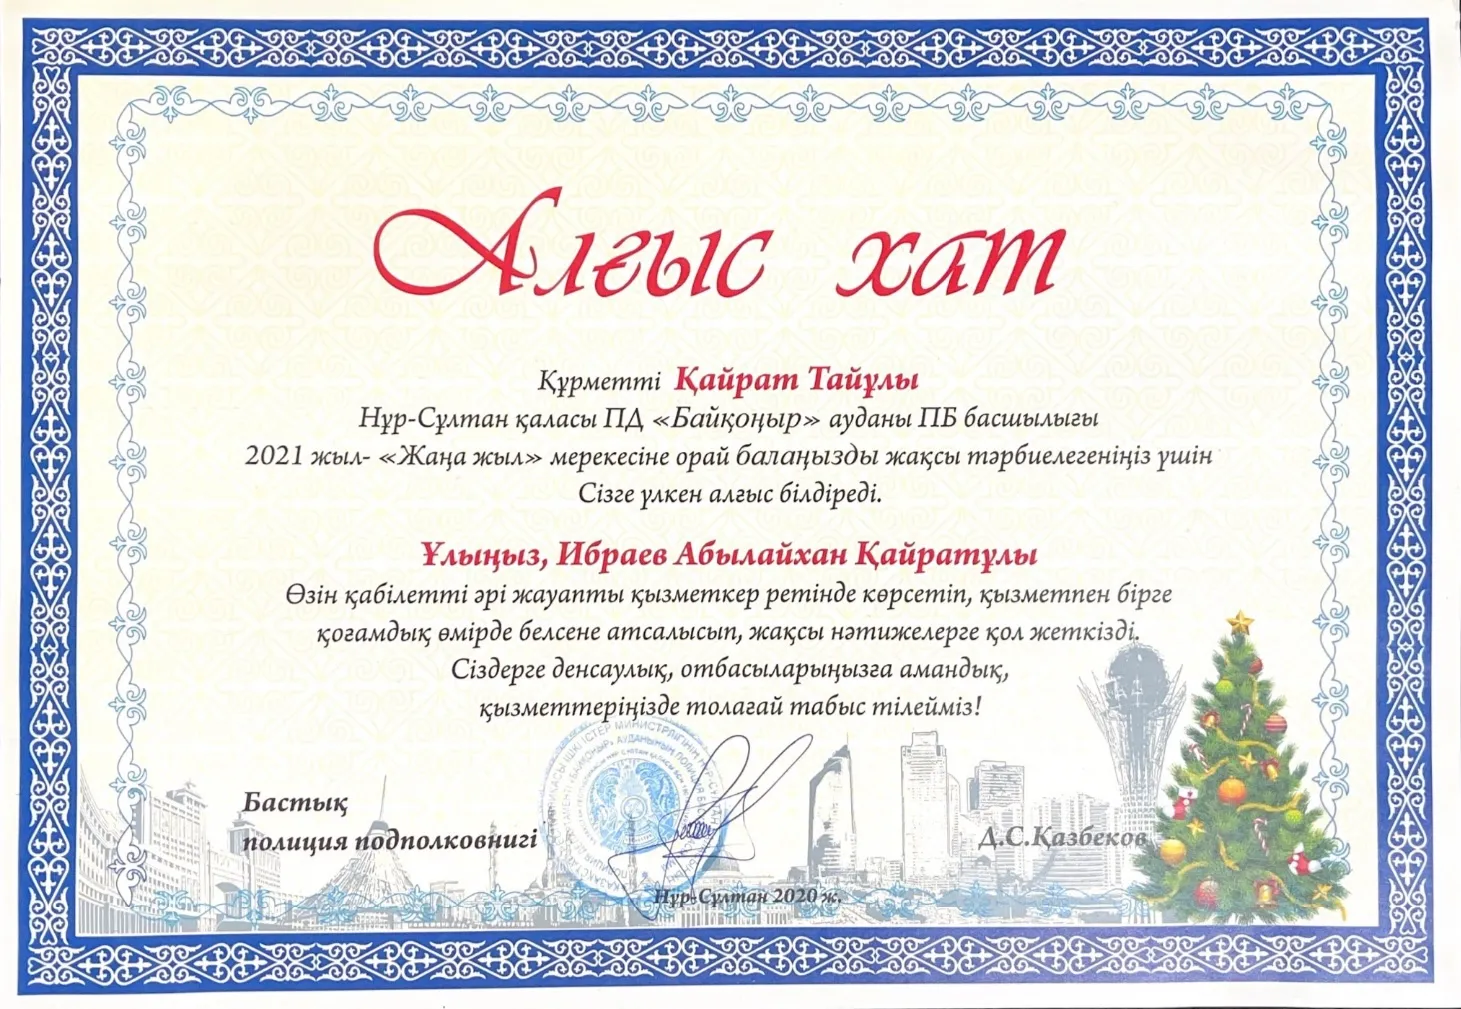 Алғыс хат
Құрметті Қайрат Тайұлы
Нұр-Сұлтан қаласы ПД «Байқоңыр» ауданы ПБ басшылығы
2021 жыл- «Жаңа жыл» мерекесіне орай балаңызды жақсы тәрбиелегеніңіз үшін
Сізге үлкен алғыс білдіреді.
Ұлыңыз, Ибраев Абылайхан Қайратұлы
Өзін қабілетті әрі жауапты қызметкер ретінде көрсетіп, қызметпен бірге
қоғамдық өмірде белсене атсалысып, жақсы нәтижелерге қол жеткізді.
Сіздерге денсаулық, отбасыларыңызға амандық,
қызметтеріңізде толағай табыс тілейміз!
Бастық
полиция подполковнигі
Д.С.Қазбеков
Нұр-Сұлтан 2020 ж.